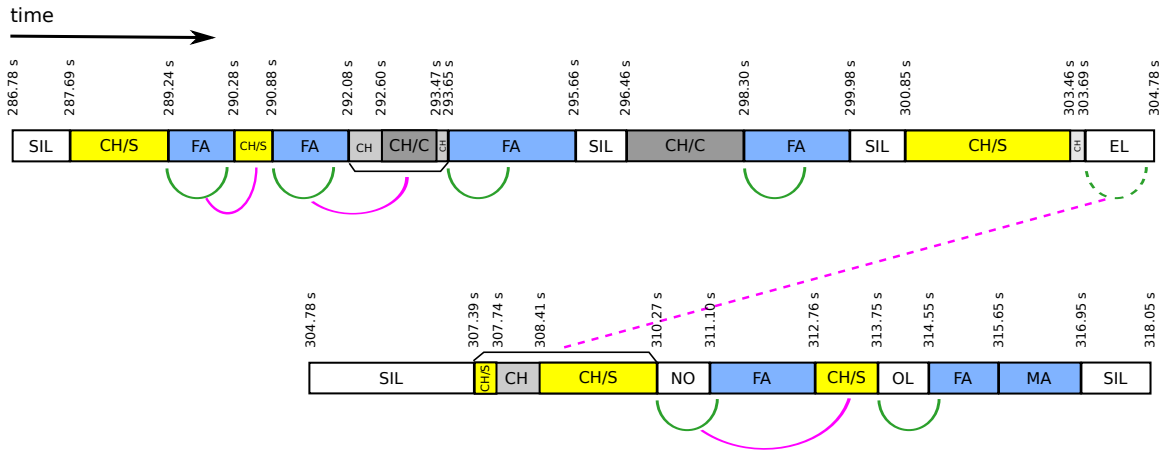 time
286.78 s 287.69 s 289.24 s 290.28 s 290.88 s 292.08 s 292.60 s 293.47 s 293.65 s 295.66 s 296.46 s 298.30 s 299.98 s 300.85 s 303.46 s 303.69 s 304.78 s
SIL CH/S FA CH/S FA CH CH/C CH FA SIL CH/C FA SIL CH/S CH EL
304.78 s 307.39 s 307.74 s 308.41 s 310.27 s 311.10 s 312.76 s 313.75 s 314.55 s 315.65 s 316.95 s 318.05 s
SIL CH/S CH CH/S NO FA CH/S OL FA MA SIL